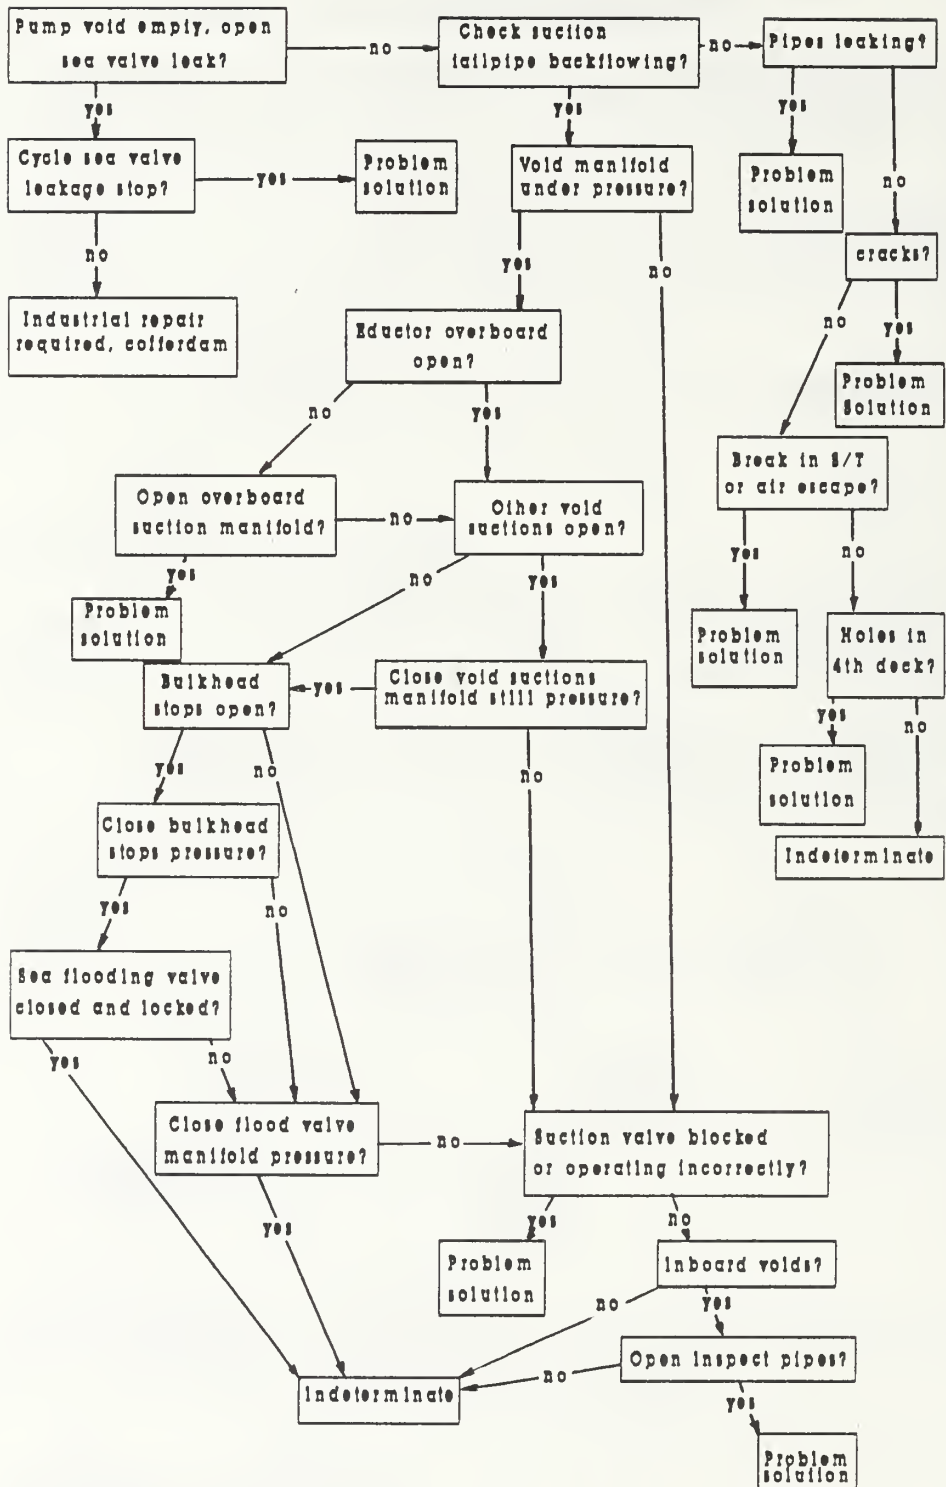 Pump void empty, open
sea valve leak?
no
Check suction
tailpipe backflowing?
no
Pipes leaking?
yes
yes
yes
no
Cycle sea valve
leakage stop?
yes
Problem
solution
Void manifold
under pressure?
Problem
solution
no
yes
no
cracks?
Industrial repair
required, cofferdam
Eductor overboard
open?
no
yes
Problem
Solution
no
yes
Break in S/T
or air escape?
Open overboard
suction manifold?
no
Other void
suctions open?
yes
no
yes
no
yes
Problem
solution
Problem
solution
Holes in
4th deck?
Bulkhead
stops open?
yes
Close void suctions
manifold still pressure?
yes
no
yes
no
no
Problem
solution
Close bulkhead
stops pressure?
Indeterminate
yes
no
Sea flooding valve
closed and locked?
yes
no
Close flood valve
manifold pressure?
no
Suction valve blocked
or operating incorrectly?
yes
yes
no
Problem
solution
Inboard voids?
no
yes
Open inspect pipes?
no
Indeterminate
yes
Problem
solution